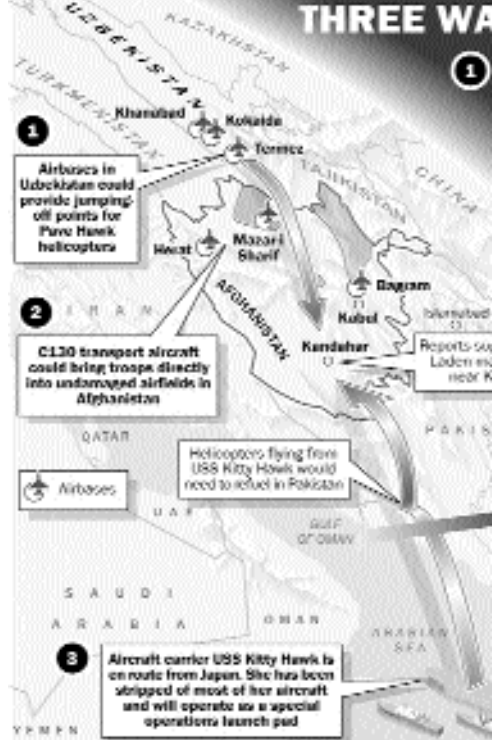 THREE WA
1
UZBEKISTAN
KAZAKHSTAN
TURKMENISTAN
Khanabad
Kokaida
1
Termez
Airbases in
Uzbekistan could
provide jumping-
off points for
Pave Hawk
helicopters
TAJIKISTAN
CHINA
Herat
Mazar-i
Sharif
Bagram
Kabul
AFGHANISTAN
2
IRAN
Islamabad
Kandahar
C130 transport aircraft
could bring troops directly
into undamaged airfields in
Afghanistan
Reports su
Laden ma
near K
QATAR
PAKIS
Helicopters flying from
USS Kitty Hawk would
need to refuel in Pakistan
Airbases
UAE
GULF
OF OMAN
SAUDI
ARABIA
OMAN
ARABIAN
SEA
3
Aircraft carrier USS Kitty Hawk is
en route from Japan. She has been
stripped of most of her aircraft
and will operate as a special
operations launch pad
YEMEN